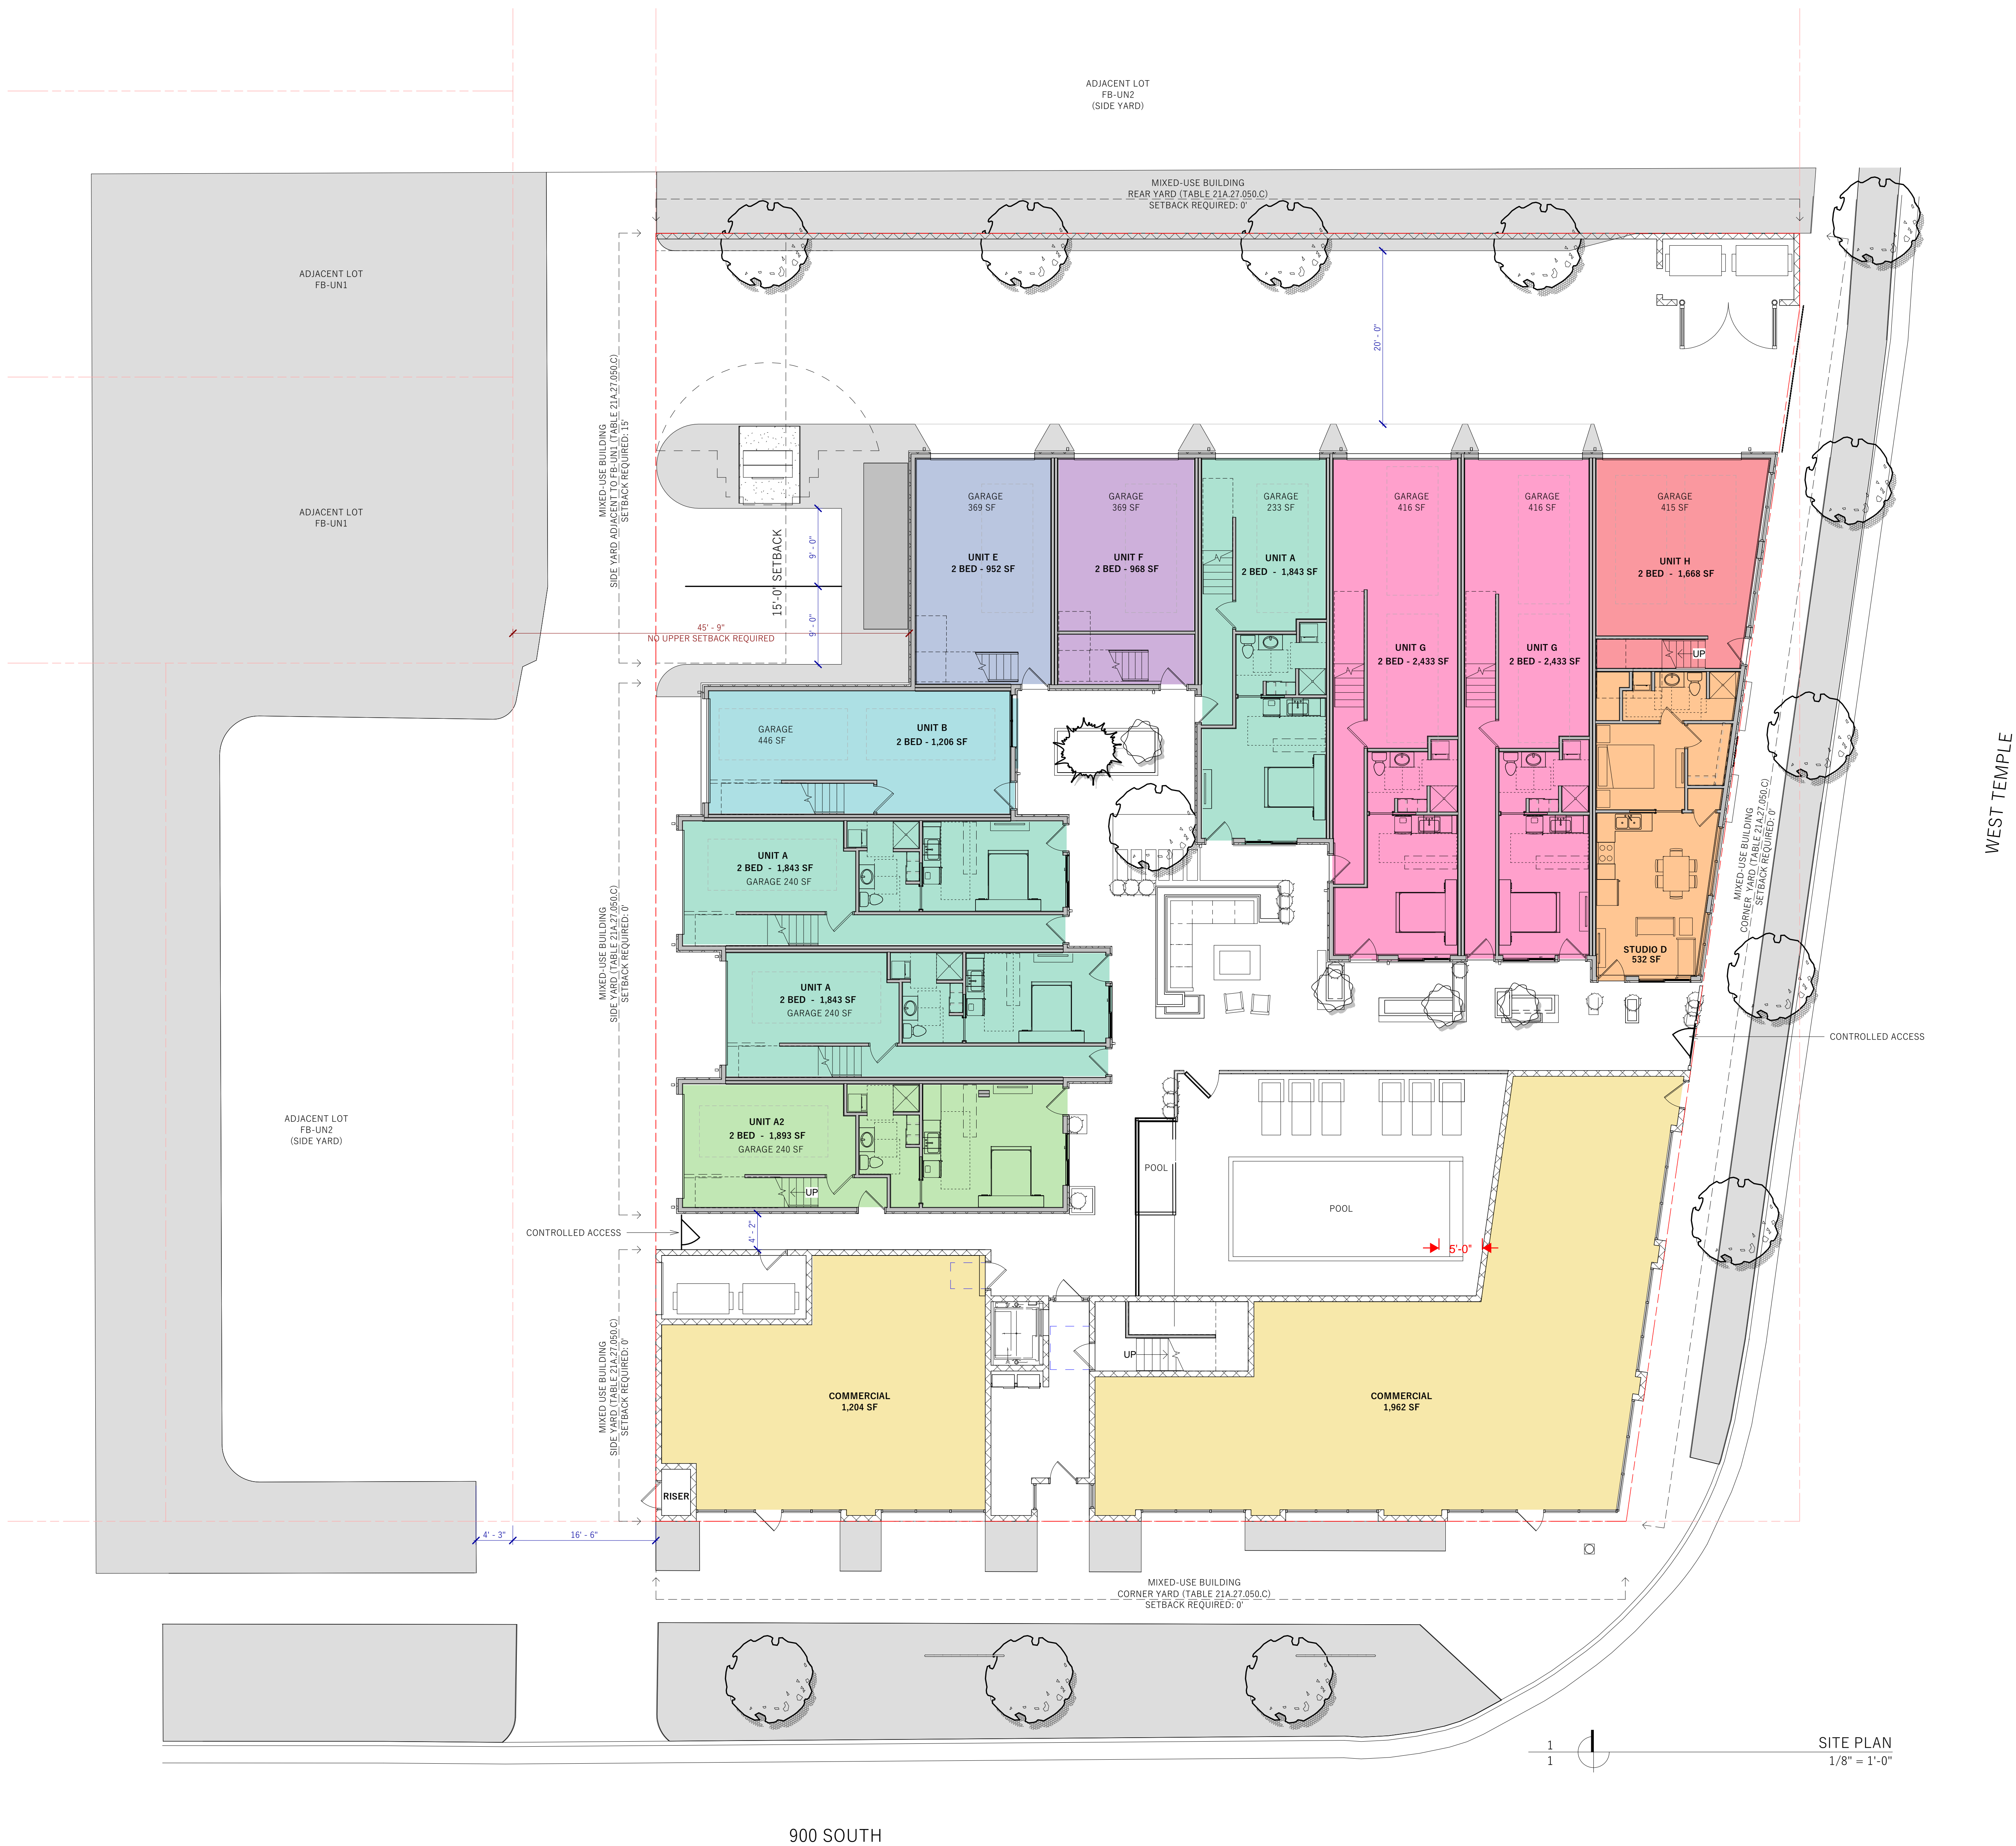 ADJACENT LOT
FB-UN2
(SIDE YARD)
MIXED-USE BUILDING
REAR YARD (TABLE 21A.27.050.C)
SETBACK REQUIRED: 0'
ADJACENT LOT
FB-UN1
20' - 0"
MIXED-USE BUILDING
SIDE YARD ADJACENT TO FB-UN1 (TABLE 21A.27.050.C)
SETBACK REQUIRED: 15'
ADJACENT LOT
FB-UN1
15'-0' SETBACK
9' - 0"
9' - 0"
45' - 9"
NO UPPER SETBACK REQUIRED
GARAGE
369 SF
UNIT E
2 BED - 952 SF
GARAGE
369 SF
UNIT F
2 BED - 968 SF
GARAGE
233 SF
UNIT A
2 BED - 1,843 SF
GARAGE
416 SF
UNIT G
2 BED - 2,433 SF
GARAGE
416 SF
UNIT G
2 BED - 2,433 SF
GARAGE
415 SF
UNIT H
2 BED - 1,668 SF
UP
GARAGE
446 SF
UNIT B
2 BED - 1,206 SF
WEST TEMPLE
MIXED-USE BUILDING
CORNER YARD (TABLE 21A.27.050.C)
SETBACK REQUIRED: 0'
UNIT A
2 BED - 1,843 SF
GARAGE 240 SF
MIXED-USE BUILDING
SIDE YARD (TABLE 21A.27.050.C)
SETBACK REQUIRED: 0'
STUDIO D
532 SF
UNIT A
2 BED - 1,843 SF
GARAGE 240 SF
CONTROLLED ACCESS
ADJACENT LOT
FB-UN2
(SIDE YARD)
UNIT A2
2 BED - 1,893 SF
GARAGE 240 SF
UP
POOL
POOL
5'-0"
CONTROLLED ACCESS
4' - 2"
MIXED USE BUILDING
SIDE YARD (TABLE 21A.27.050.C)
SETBACK REQUIRED: 0'
UP
COMMERCIAL
1,204 SF
COMMERCIAL
1,962 SF
RISER
4' - 3"
16' - 6"
MIXED-USE BUILDING
CORNER YARD (TABLE 21A.27.050.C)
SETBACK REQUIRED: 0'
1
1
SITE PLAN
1/8" = 1'-0"
900 SOUTH